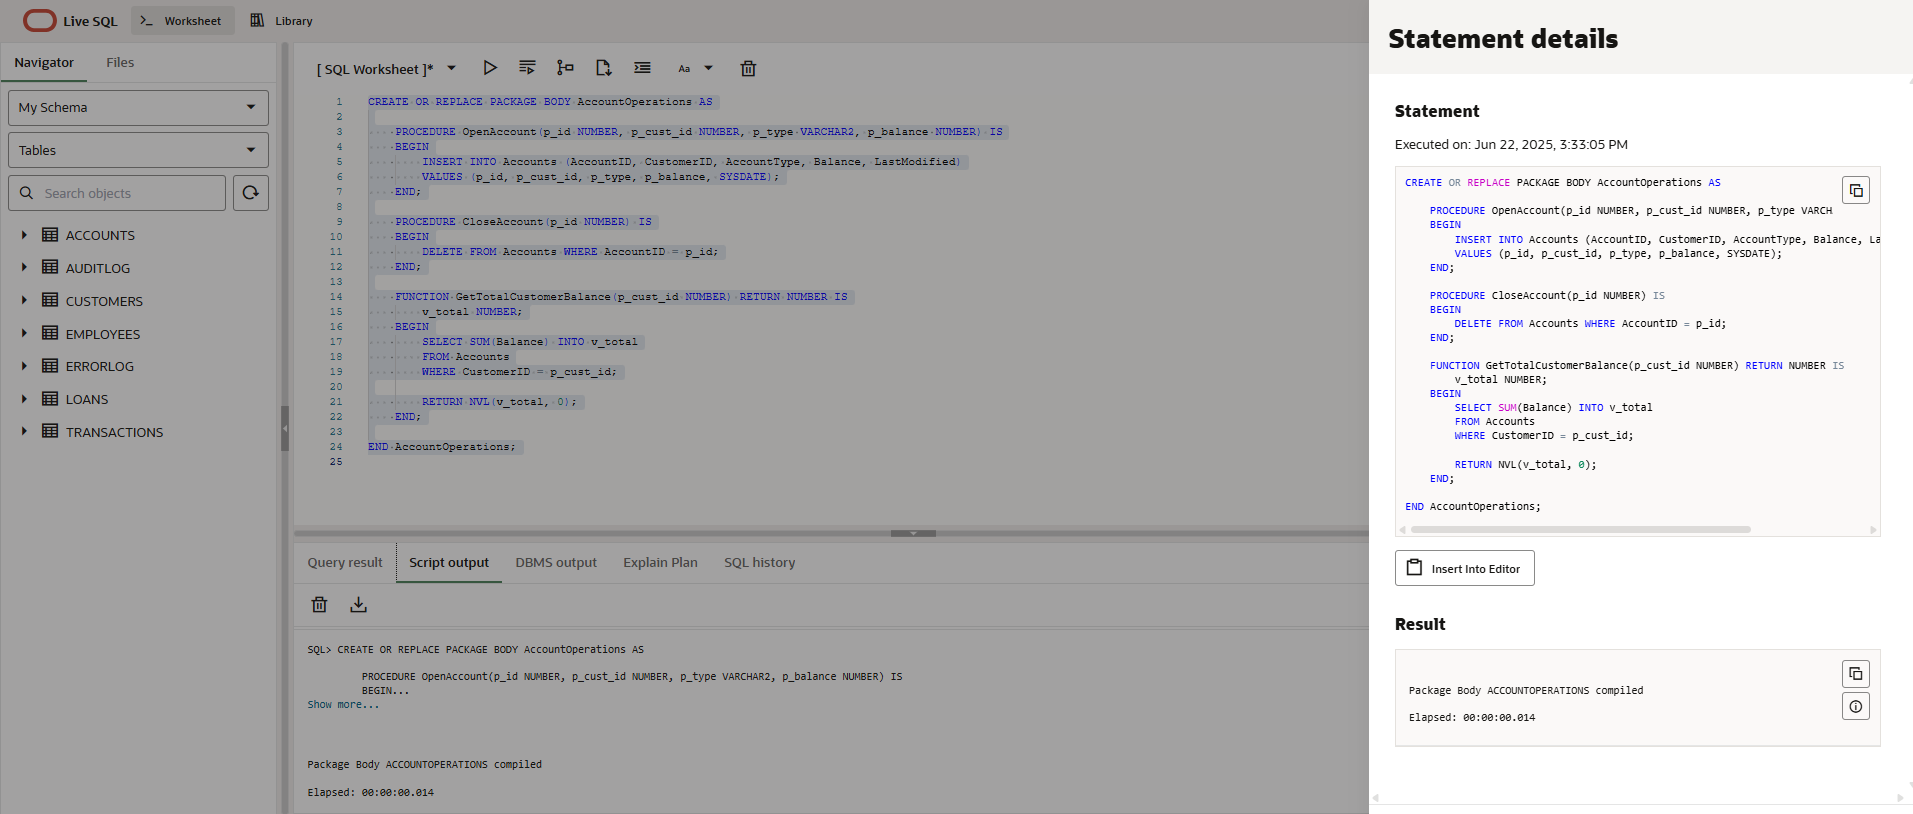 Live SQL
Worksheet
Library
Navigator
Files
My Schema
Tables
Search objects
ACCOUNTS
AUDITLOG
CUSTOMERS
EMPLOYEES
ERRORLOG
LOANS
TRANSACTIONS
[ SQL Worksheet ]*
Aa
1 CREATE OR REPLACE PACKAGE BODY AccountOperations AS
2
3 PROCEDURE OpenAccount(p_id NUMBER, p_cust_id NUMBER, p_type VARCHAR2, p_balance NUMBER) IS
4 BEGIN
5 INSERT INTO Accounts (AccountID, CustomerID, AccountType, Balance, LastModified)
6 VALUES (p_id, p_cust_id, p_type, p_balance, SYSDATE);
7 END;
8
9 PROCEDURE CloseAccount(p_id NUMBER) IS
10 BEGIN
11 DELETE FROM Accounts WHERE AccountID = p_id;
12 END;
13
14 FUNCTION GetTotalCustomerBalance(p_cust_id NUMBER) RETURN NUMBER IS
15 v_total NUMBER;
16 BEGIN
17 SELECT SUM(Balance) INTO v_total
18 FROM Accounts
19 WHERE CustomerID = p_cust_id;
20
21 RETURN NVL(v_total, 0);
22 END;
23
24 END AccountOperations;
25
Query result
Script output
DBMS output
Explain Plan
SQL history
SQL> CREATE OR REPLACE PACKAGE BODY AccountOperations AS
PROCEDURE OpenAccount(p_id NUMBER, p_cust_id NUMBER, p_type VARCHAR2, p_balance NUMBER) IS
BEGIN...
Show more...
Package Body ACCOUNTOPERATIONS compiled
Elapsed: 00:00:00.014
Statement details
Statement
Executed on: Jun 22, 2025, 3:33:05 PM
CREATE OR REPLACE PACKAGE BODY AccountOperations AS
PROCEDURE OpenAccount(p_id NUMBER, p_cust_id NUMBER, p_type VARCH
BEGIN
INSERT INTO Accounts (AccountID, CustomerID, AccountType, Balance, La
VALUES (p_id, p_cust_id, p_type, p_balance, SYSDATE);
END;
PROCEDURE CloseAccount(p_id NUMBER) IS
BEGIN
DELETE FROM Accounts WHERE AccountID = p_id;
END;
FUNCTION GetTotalCustomerBalance(p_cust_id NUMBER) RETURN NUMBER IS
v_total NUMBER;
BEGIN
SELECT SUM(Balance) INTO v_total
FROM Accounts
WHERE CustomerID = p_cust_id;
RETURN NVL(v_total, 0);
END;
END AccountOperations;
Insert Into Editor
Result
Package Body ACCOUNTOPERATIONS compiled
Elapsed: 00:00:00.014